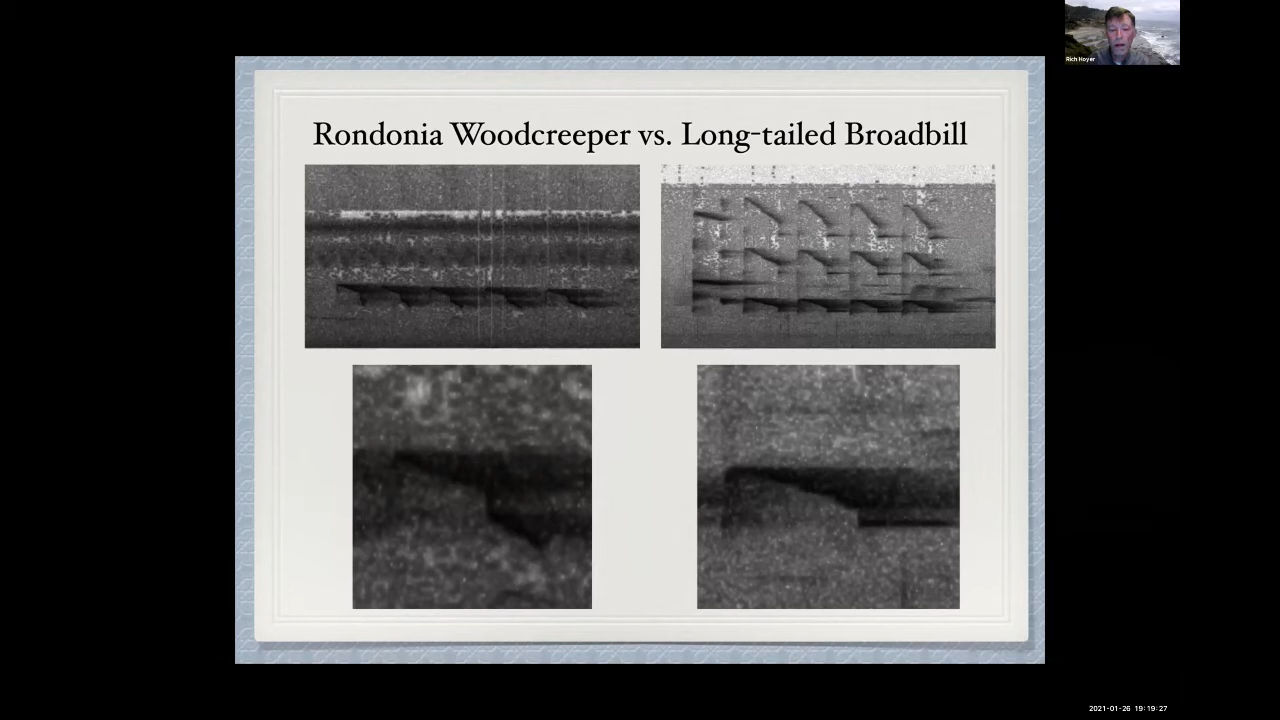 Rich Hoyer
Rondonia Woodcreeper vs. Long-tailed Broadbill
2021-01-26 19:19:27